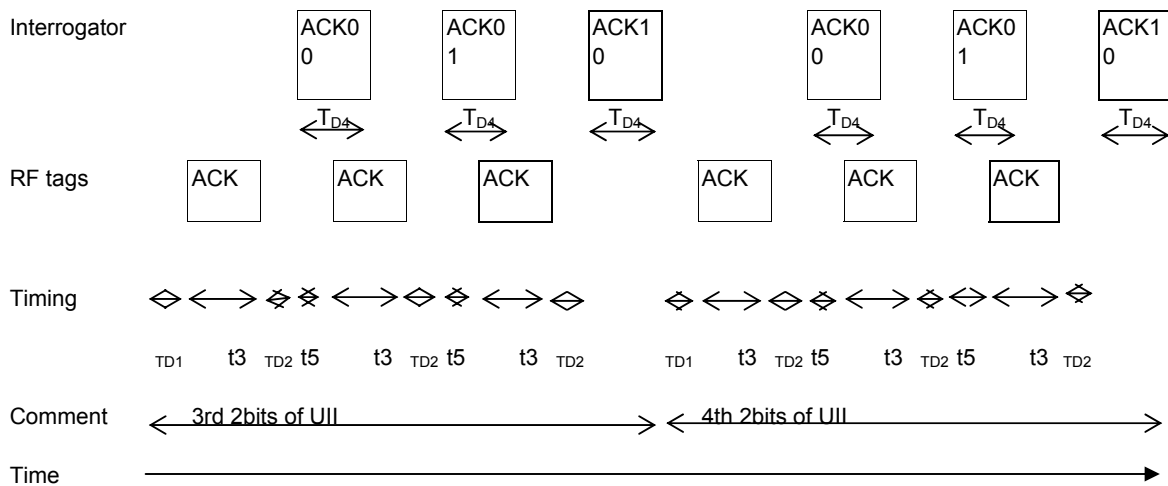 Interrogator
ACK0 ACK0 ACK1 ACK0 ACK0 ACK1
0 1 0 0 1 0
TD4 TD4 TD4 TD4 TD4 TD4
RF tags ACK ACK ACK ACK ACK ACK
Timing
TD1 t3 TD2 t5 t3 TD2 t5 t3 TD2 TD1 t3 TD2 t5 t3 TD2 t5 t3 TD2
Comment 3rd 2bits of UII 4th 2bits of UII
Time